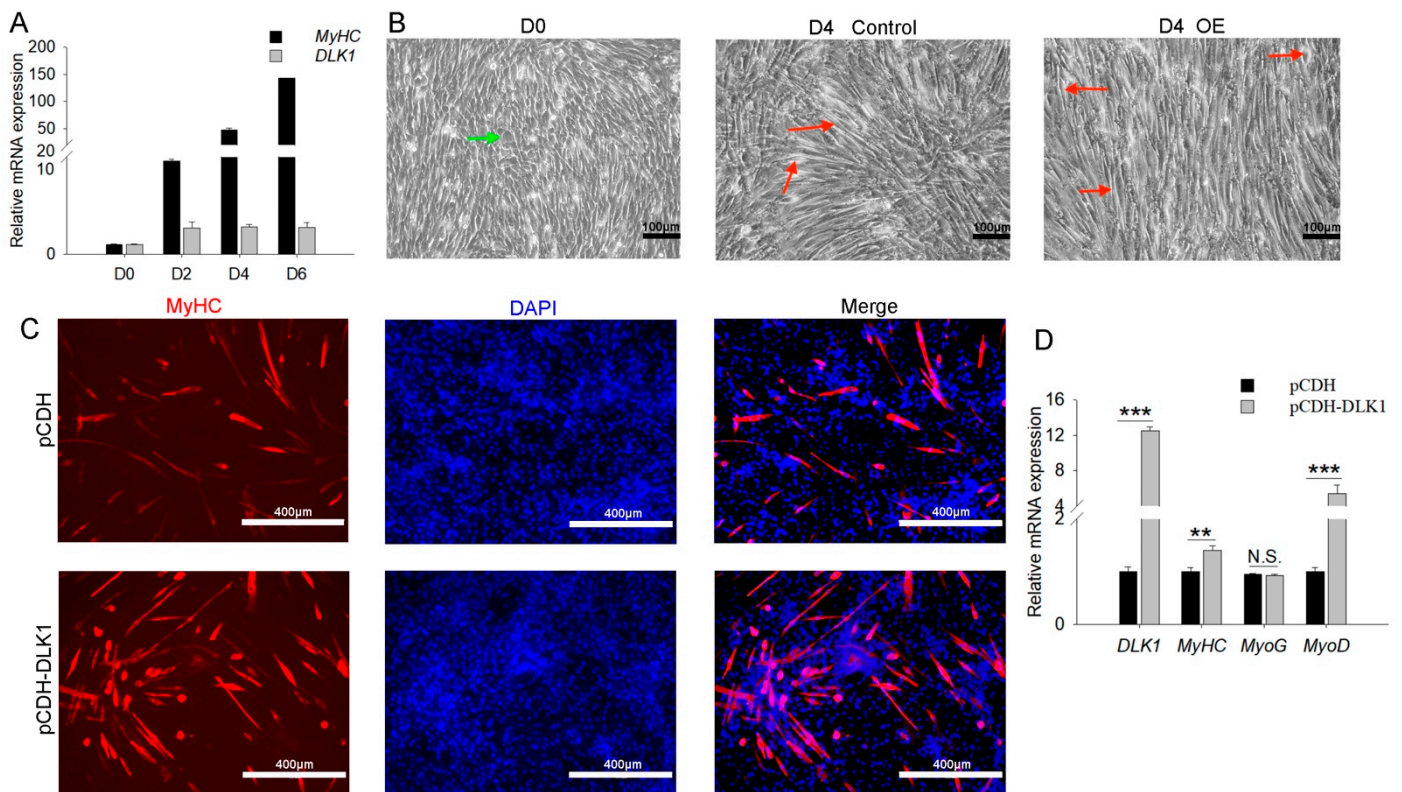 A
MyHC
DLK1
Relative mRNA expression
200
150
100
50
20
10
0
D0 D2 D4 D6
B
D0
D4 Control
D4 OE
100μm
100μm
100μm
C
MyHC
DAPI
Merge
pCDH
400μm
400μm
400μm
pCDH-DLK1
400μm
400μm
400μm
D
pCDH
pCDH-DLK1
Relative mRNA expression
16
12
8
4
2
0
***
**
N.S.
***
DLK1 MyHC MyoG MyoD